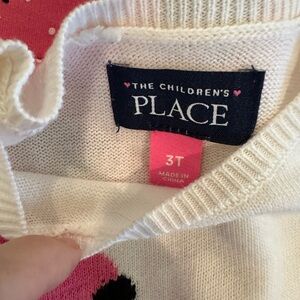 THE CHILDREN'S
PLACE
3T
MADE IN
CHINA